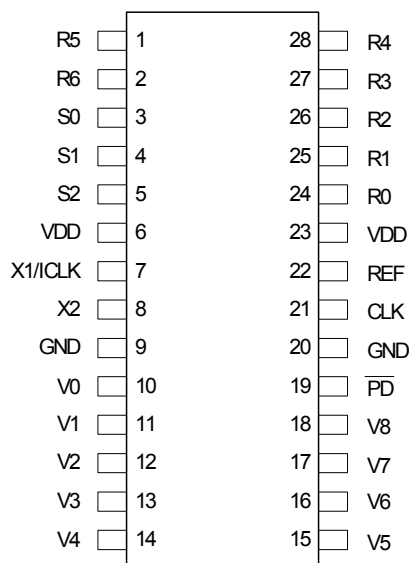 R5 1 28 R4
R6 2 27 R3
S0 3 26 R2
S1 4 25 R1
S2 5 24 R0
VDD 6 23 VDD
X1/ICLK 7 22 REF
X2 8 21 CLK
GND 9 20 GND
V0 10 19 P̅D̅
V1 11 18 V8
V2 12 17 V7
V3 13 16 V6
V4 14 15 V5